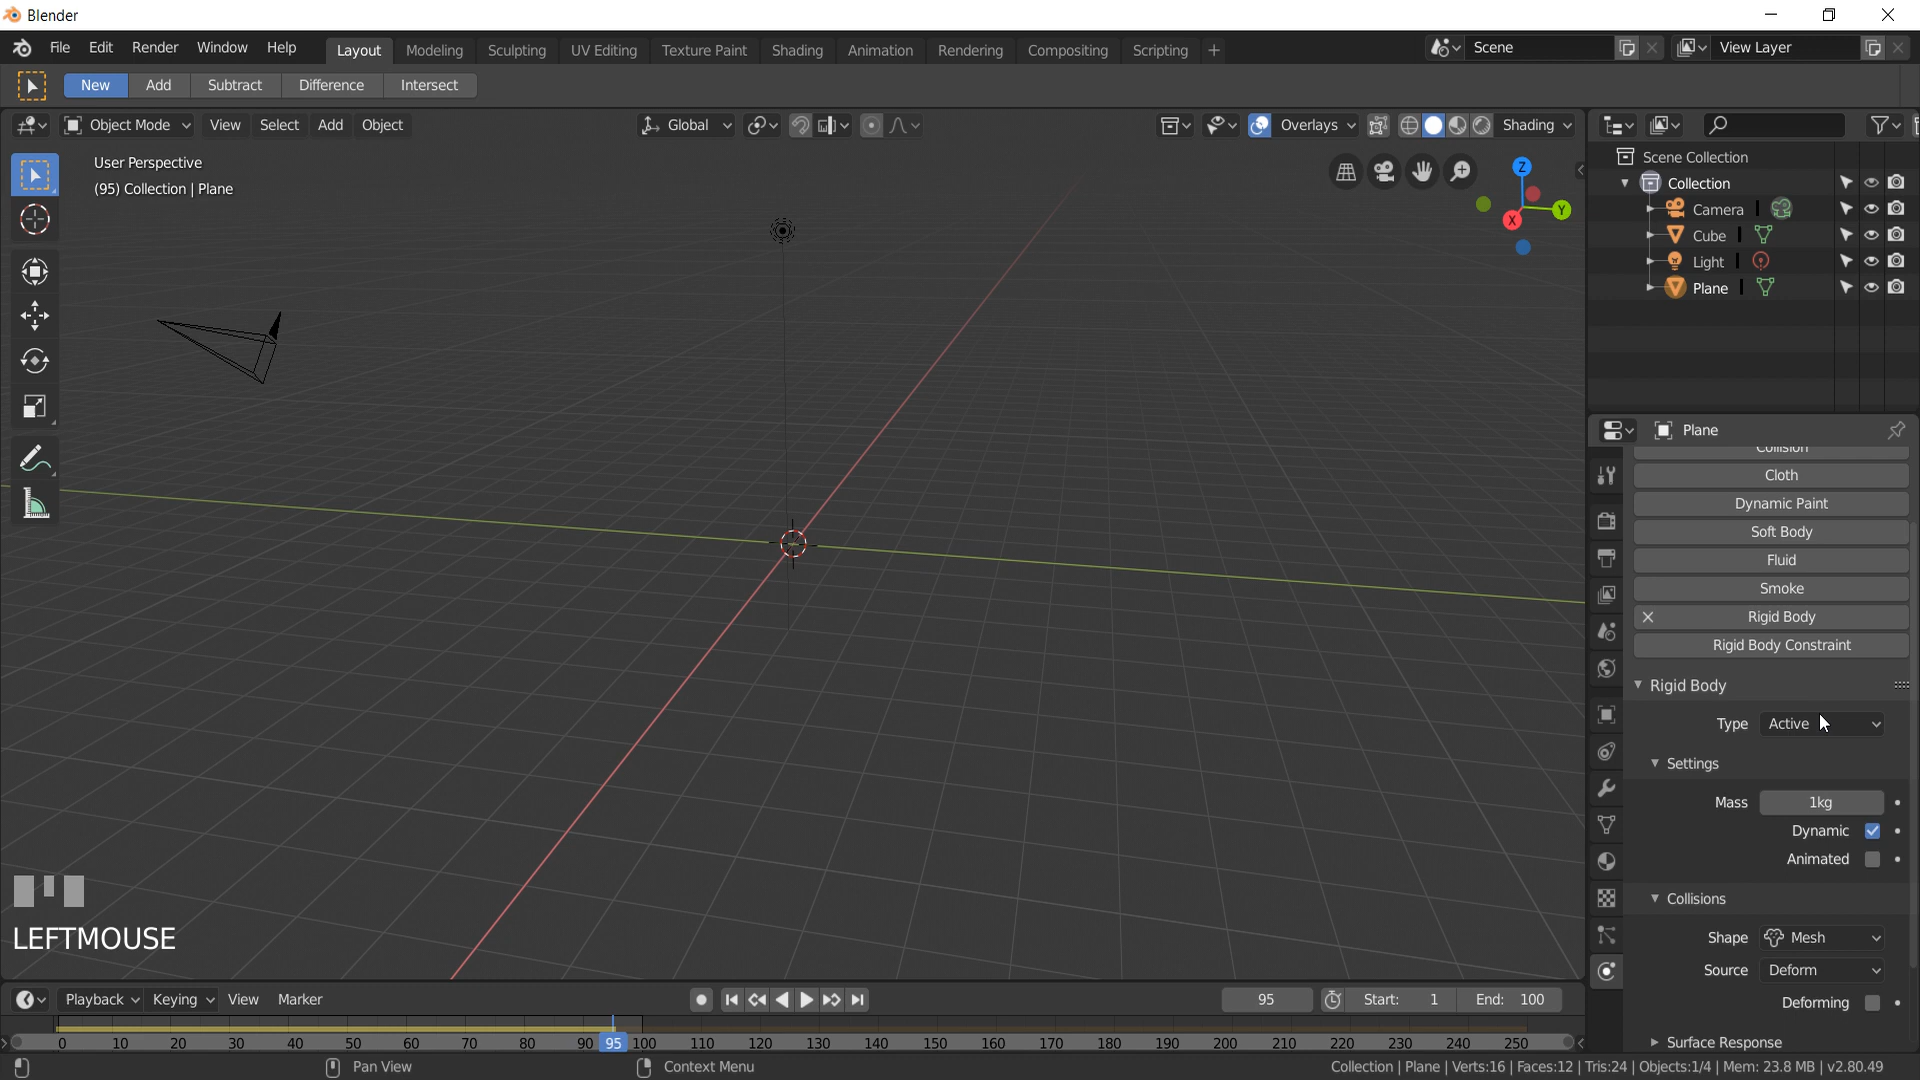 Blender
File Edit Render Window Help Layout Modeling Sculpting UV Editing Texture Paint Shading Animation Rendering Compositing Scripting + Scene View Layer
New Add Subtract Difference Intersect
Object Mode View Select Add Object Global Overlays Shading
User Perspective
(95) Collection | Plane
Z
Y
X
Scene Collection
Collection
Camera
Cube
Light
Plane
Plane
Collision
Cloth
Dynamic Paint
Soft Body
Fluid
Smoke
Rigid Body
Rigid Body Constraint
Rigid Body
Type Active
Settings
Mass 1kg
Dynamic
Animated
Collisions
Shape Mesh
Source Deform
Deforming
Surface Response
LEFTMOUSE
Playback Keying View Marker 95 Start: 1 End: 100
0 10 20 30 40 50 60 70 80 90 95 100 110 120 130 140 150 160 170 180 190 200 210 220 230 240 250
Pan View Context Menu Collection | Plane | Verts:16 | Faces:12 | Tris:24 | Objects:1/4 | Mem: 23.8 MB | v2.80.49